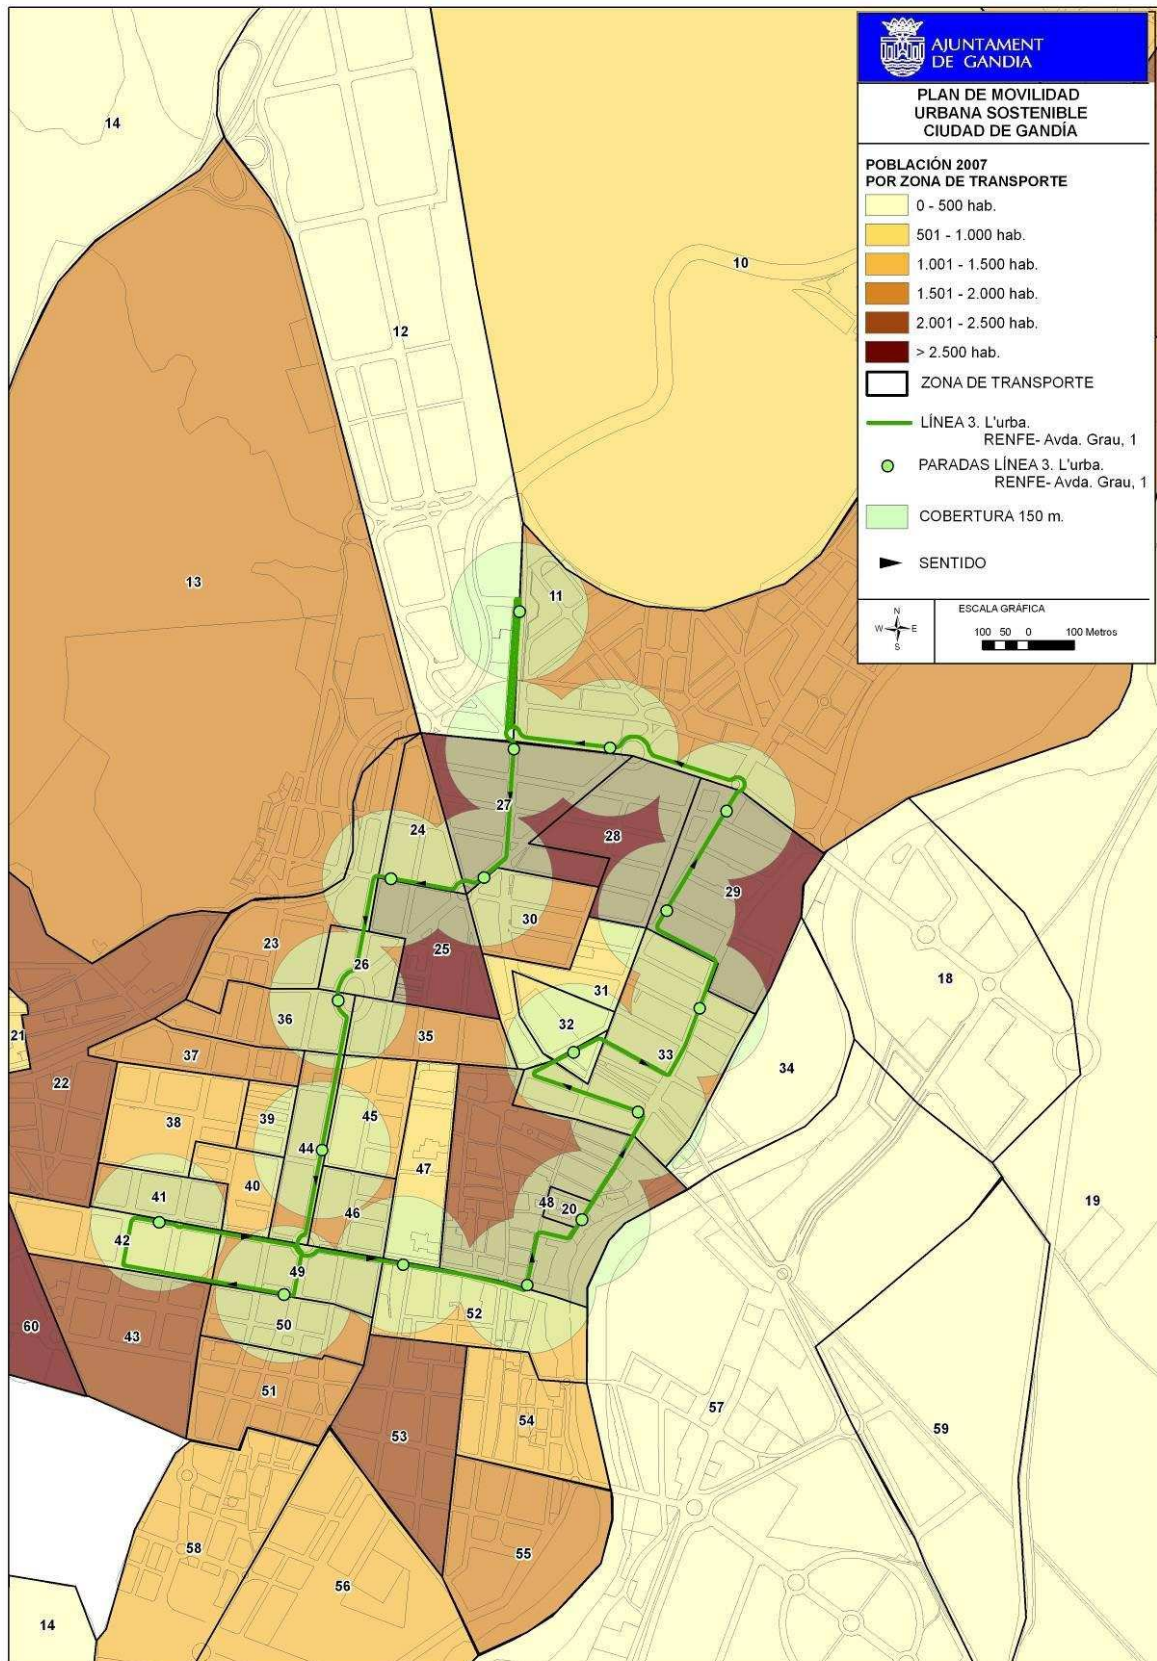 AJUNTAMENT
DE GANDIA
PLAN DE MOVILIDAD
URBANA SOSTENIBLE
CIUDAD DE GANDÍA
POBLACIÓN 2007
POR ZONA DE TRANSPORTE
0 - 500 hab.
501 - 1.000 hab.
1.001 - 1.500 hab.
1.501 - 2.000 hab.
2.001 - 2.500 hab.
> 2.500 hab.
ZONA DE TRANSPORTE
LÍNEA 3. L'urba.
RENFE- Avda. Grau, 1
PARADAS LÍNEA 3. L'urba.
RENFE- Avda. Grau, 1
COBERTURA 150 m.
SENTIDO
N
W E
S
ESCALA GRÁFICA
100 50 0 100 Metros
14
10
12
13
11
27
24
28
29
30
25
23
26
18
31
36
32
35
21
37
33
34
22
38
39
45
44
47
40
41
48
20
19
46
42
49
52
50
60
43
51
57
59
53
54
58
55
56
14